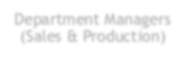 Department Managers
(Sales & Production)